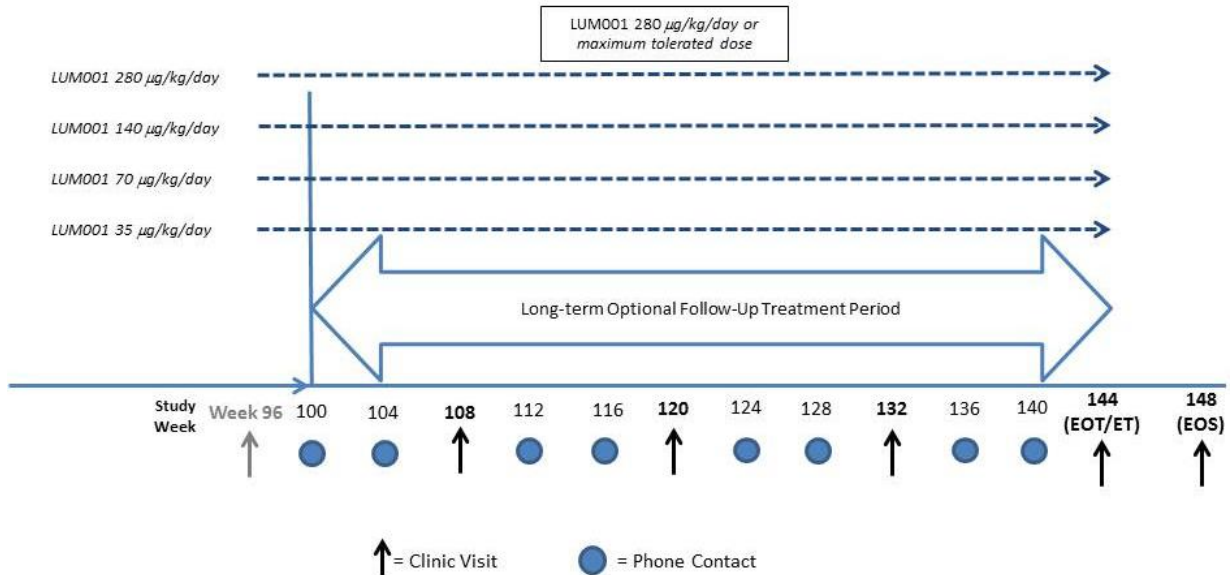 LUM001 280 µg/kg/day or
maximum tolerated dose
LUM001 280 µg/kg/day
LUM001 140 µg/kg/day
LUM001 70 µg/kg/day
LUM001 35 µg/kg/day
Long-term Optional Follow-Up Treatment Period
Study
Week
Week 96 100 104 108 112 116 120 124 128 132 136 140 144 148
(EOT/ET) (EOS)
= Clinic Visit = Phone Contact